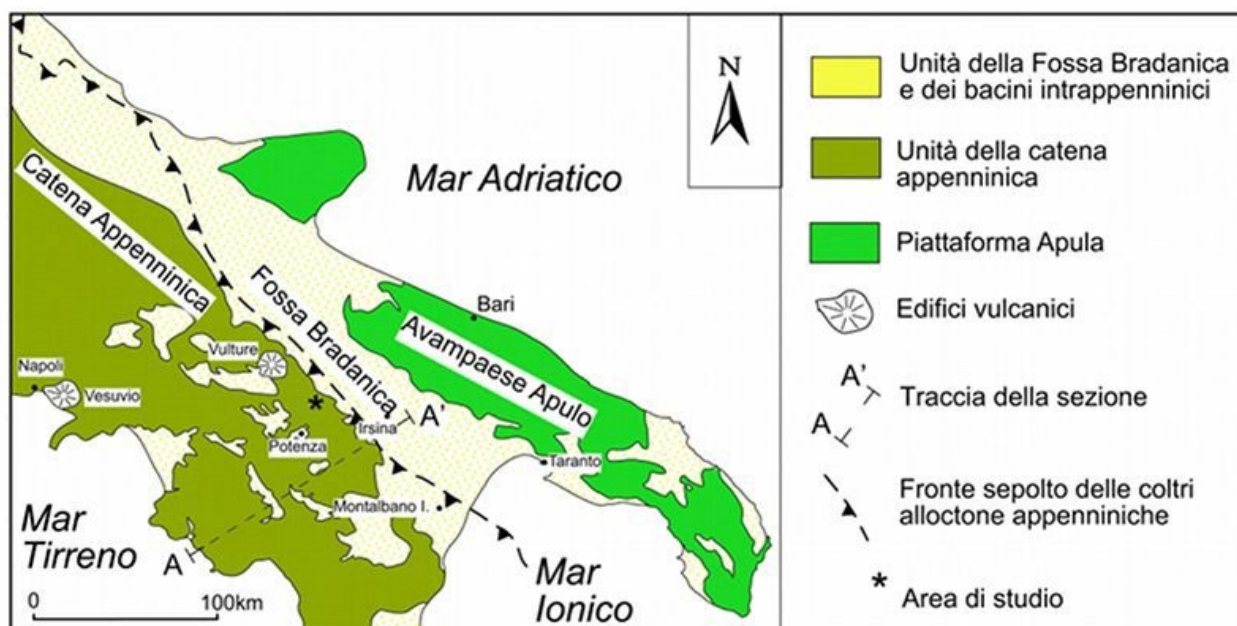 N
Mar Adriatico
Catena Appenninica
Fossa Bradanica
Avampaese Apulo
Bari
Vulture
Napoli
Vesuvio
A'
Irsina
Potenza
Taranto
Montalbano I.
Mar
Tirreno
A
Mar
Ionico
0
100km
Unità della Fossa Bradanica
e dei bacini intrappenninici
Unità della catena
appenninica
Piattaforma Apula
Edifici vulcanici
A'
Traccia della sezione
A
Fronte sepolto delle coltri
alloctone appenniniche
*
Area di studio